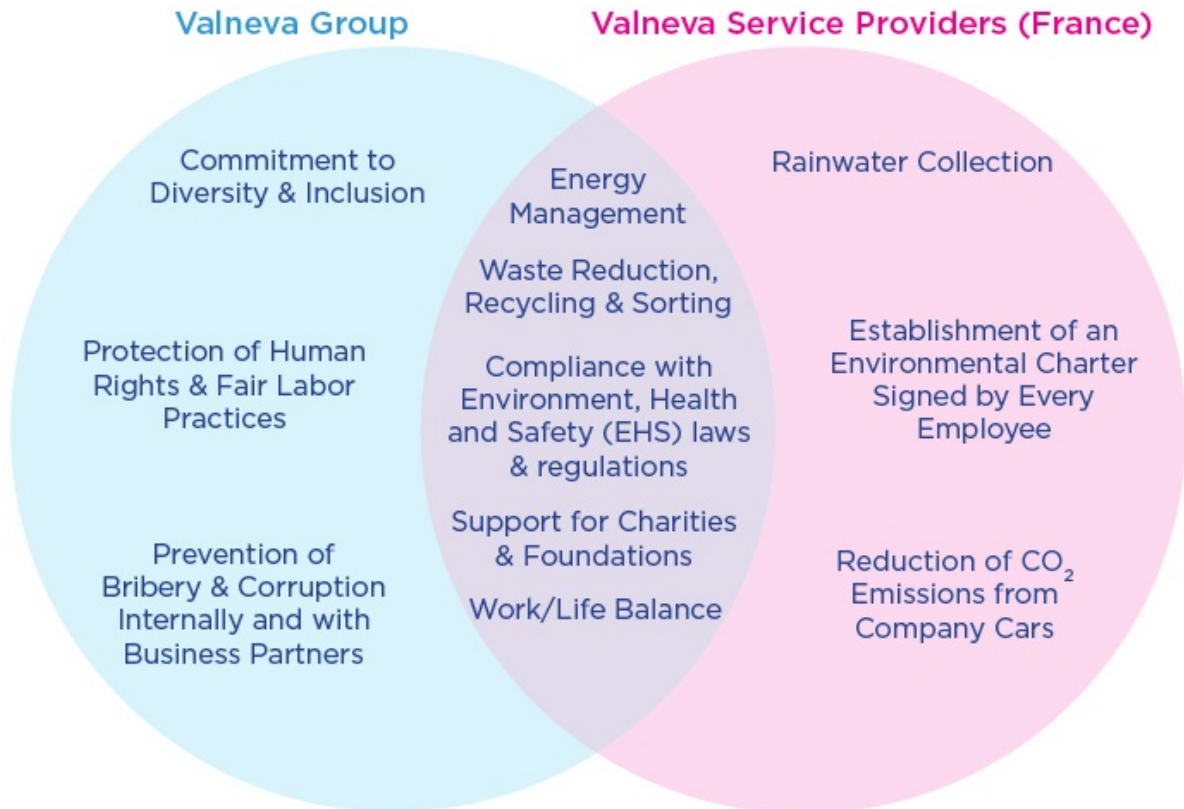 Valneva Group
Valneva Service Providers (France)
Commitment to
Diversity & Inclusion
Protection of Human
Rights & Fair Labor
Practices
Prevention of
Bribery & Corruption
Internally and with
Business Partners
Energy
Management
Waste Reduction,
Recycling & Sorting
Compliance with
Environment, Health
and Safety (EHS) laws
& regulations
Support for Charities
& Foundations
Work/Life Balance
Rainwater Collection
Establishment of an
Environmental Charter
Signed by Every
Employee
Reduction of CO₂
Emissions from
Company Cars